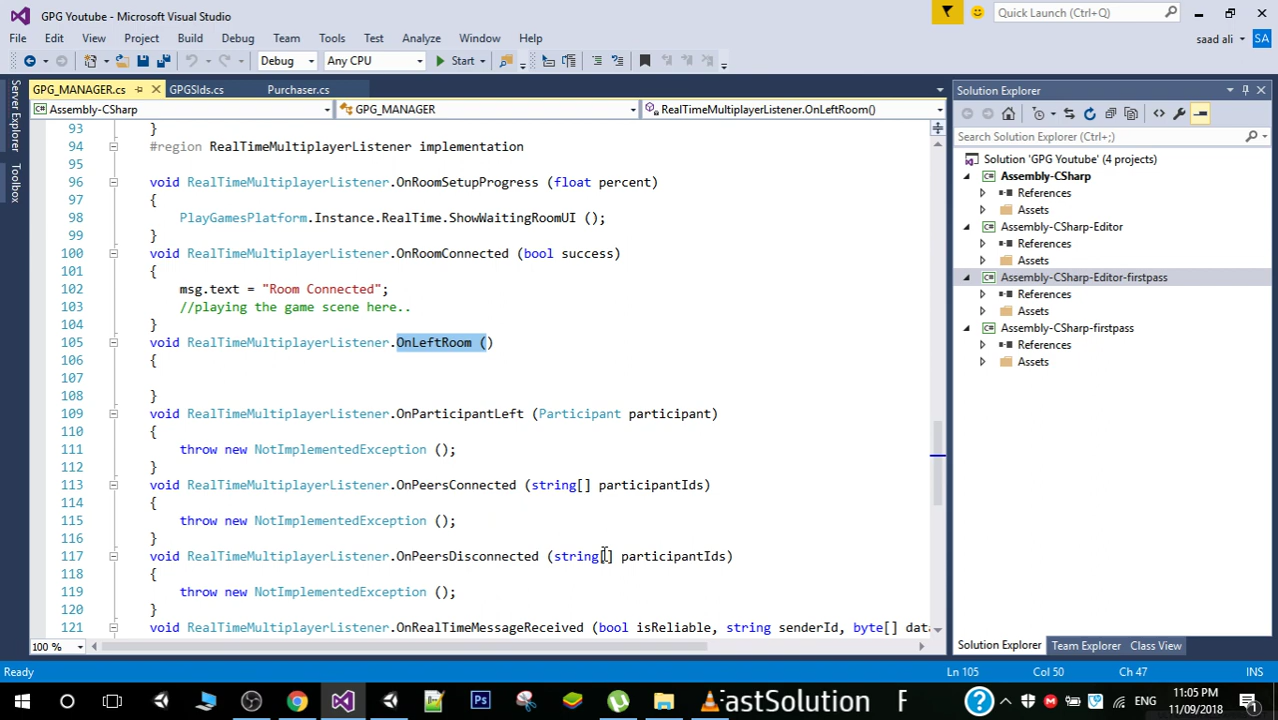 GPG Youtube - Microsoft Visual Studio
Quick Launch (Ctrl+Q)
File Edit View Project Build Debug Team Tools Test Analyze Window Help
saad ali SA
Debug Any CPU Start
Server Explorer
Toolbox
GPG_MANAGER.cs GPGSIds.cs Purchaser.cs
Assembly-CSharp GPG_MANAGER RealTimeMultiplayerListener.OnLeftRoom()
93 }
94 #region RealTimeMultiplayerListener implementation
95
96 void RealTimeMultiplayerListener.OnRoomSetupProgress (float percent)
97 {
98 PlayGamesPlatform.Instance.RealTime.ShowWaitingRoomUI ();
99 }
100 void RealTimeMultiplayerListener.OnRoomConnected (bool success)
101 {
102 msg.text = "Room Connected";
103 //playing the game scene here..
104 }
105 void RealTimeMultiplayerListener.OnLeftRoom ()
106 {
107
108 }
109 void RealTimeMultiplayerListener.OnParticipantLeft (Participant participant)
110 {
111 throw new NotImplementedException ();
112 }
113 void RealTimeMultiplayerListener.OnPeersConnected (string[] participantIds)
114 {
115 throw new NotImplementedException ();
116 }
117 void RealTimeMultiplayerListener.OnPeersDisconnected (string[] participantIds)
118 {
119 throw new NotImplementedException ();
120 }
121 void RealTimeMultiplayerListener.OnRealTimeMessageReceived (bool isReliable, string senderId, byte[] data
100 %
Solution Explorer
Search Solution Explorer (Ctrl+;)
Solution 'GPG Youtube' (4 projects)
Assembly-CSharp
References
Assets
Assembly-CSharp-Editor
References
Assets
Assembly-CSharp-Editor-firstpass
References
Assets
Assembly-CSharp-firstpass
References
Assets
Solution Explorer Team Explorer Class View
Ready Ln 105 Col 50 Ch 47 INS
FastSolution F
ENG
11:05 PM
11/09/2018
1